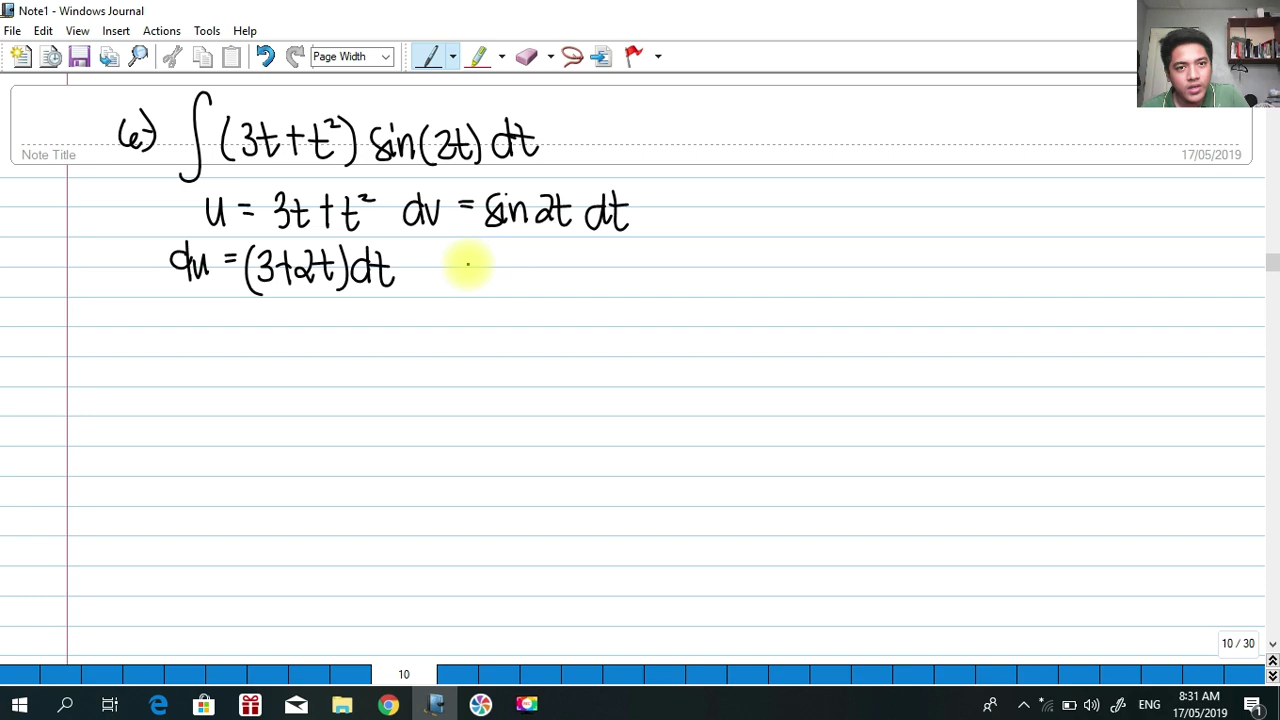 Note1 - Windows Journal
File Edit View Insert Actions Tools Help
Page Width
(e) ∫ (3t + t²) sin(2t) dt
Note Title
17/05/2019
u = 3t + t² dv = sin 2t dt
du = (3+2t)dt
10 / 30
10
ENG
8:31 AM
17/05/2019
1